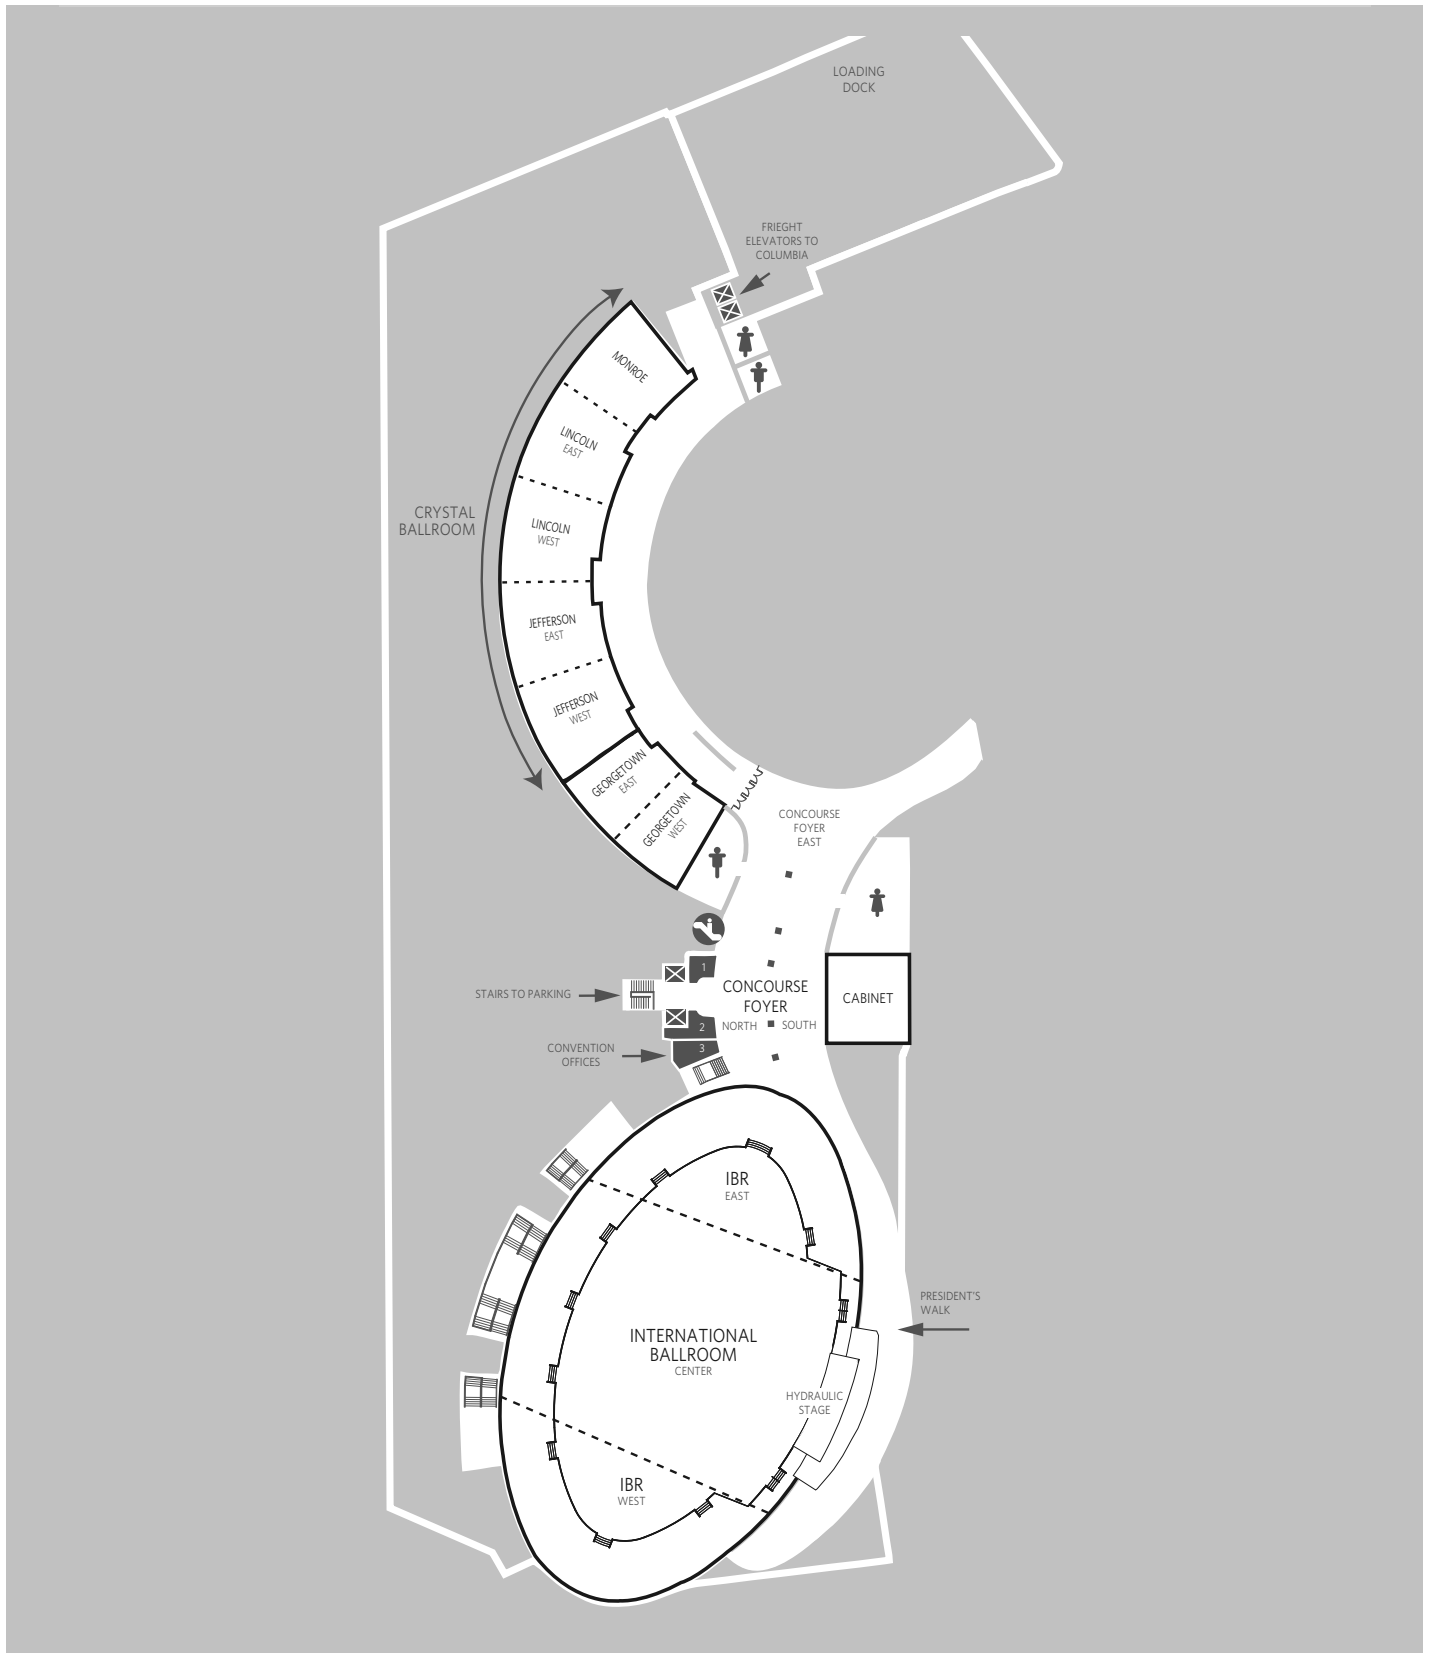 LOADING
DOCK
FRIEGHT
ELEVATORS TO
COLUMBIA
MONROE
LINCOLN
EAST
CRYSTAL
BALLROOM
LINCOLN
WEST
JEFFERSON
EAST
JEFFERSON
WEST
GEORGETOWN
EAST
GEORGETOWN
WEST
CONCOURSE
FOYER
EAST
1
STAIRS TO PARKING
CONCOURSE
FOYER
NORTH
SOUTH
CABINET
2
3
CONVENTION
OFFICES
IBR
EAST
PRESIDENT'S
WALK
INTERNATIONAL
BALLROOM
CENTER
HYDRAULIC
STAGE
IBR
WEST